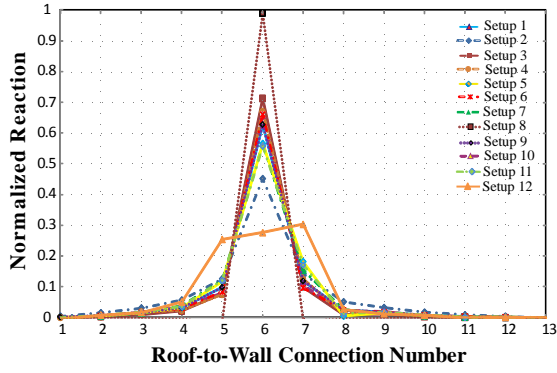 Normalized Reaction
1
0.9
0.8
0.7
0.6
0.5
0.4
0.3
0.2
0.1
0
1 2 3 4 5 6 7 8 9 10 11 12 13
Roof-to-Wall Connection Number
Setup 1
Setup 2
Setup 3
Setup 4
Setup 5
Setup 6
Setup 7
Setup 8
Setup 9
Setup 10
Setup 11
Setup 12